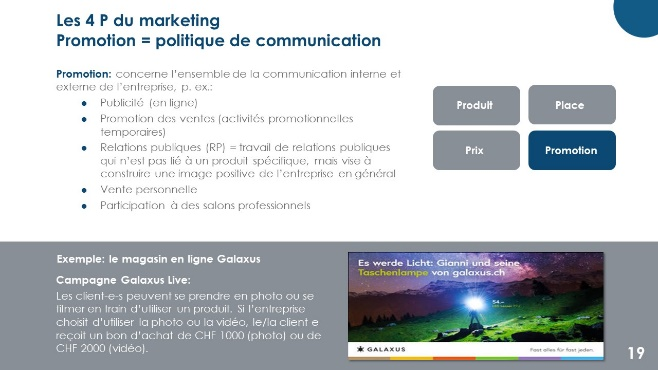 Les 4 P du marketing
Promotion = politique de communication
Promotion: concerne l'ensemble de la communication interne et
externe de l'entreprise, p. ex.:
● Publicité (en ligne)
● Promotion des ventes (activités promotionnelles
temporaires)
● Relations publiques (RP) = travail de relations publiques
qui n'est pas lié à un produit spécifique, mais vise à
construire une image positive de l'entreprise en général
● Vente personnelle
● Participation à des salons professionnels
Produit
Place
Prix
Promotion
Exemple: le magasin en ligne Galaxus
Campagne Galaxus Live:
Les client-e-s peuvent se prendre en photo ou se
filmer en train d'utiliser un produit. Si l'entreprise
choisit d'utiliser la photo ou la vidéo, le/la client e
reçoit un bon d'achat de CHF 1000 (photo) ou de
CHF 2000 (vidéo).
Es werde Licht: Gianni und seine
Taschenlampe von galaxus.ch
54.–
GALAXUS
Fast alles für fast jeden.
19